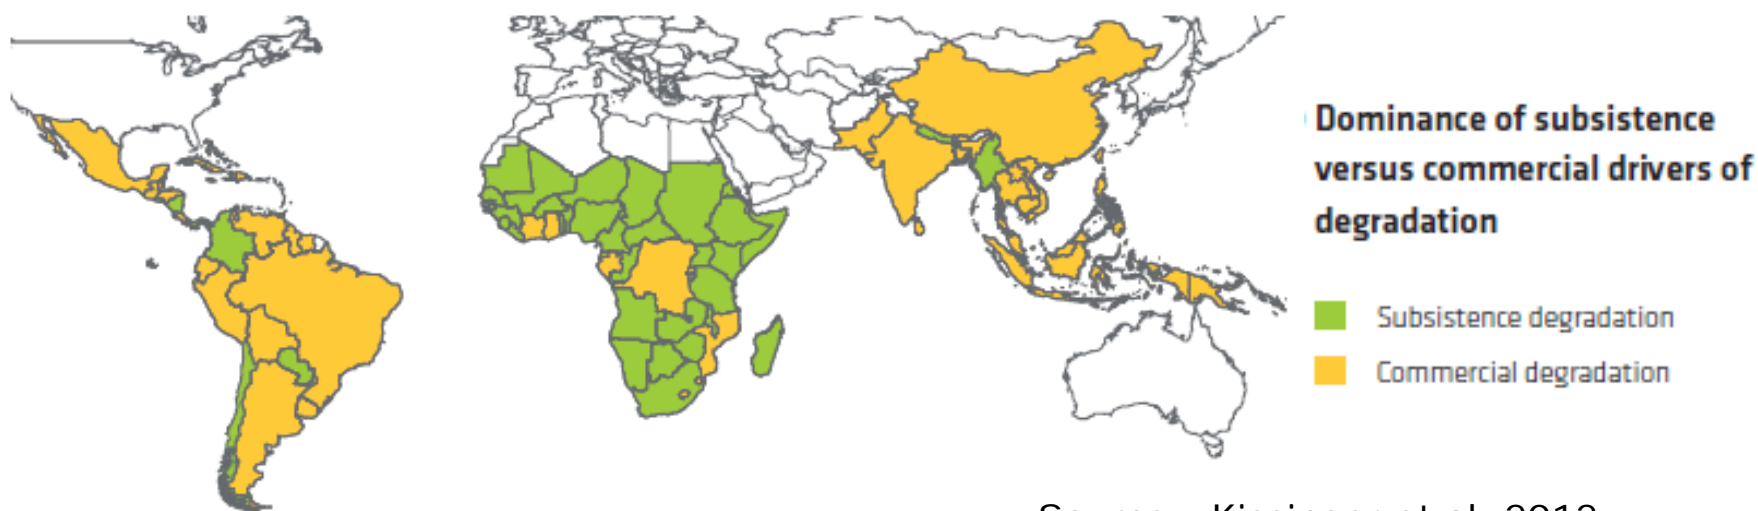 Dominance of subsistence
versus commercial drivers of
degradation
Subsistence degradation
Commercial degradation